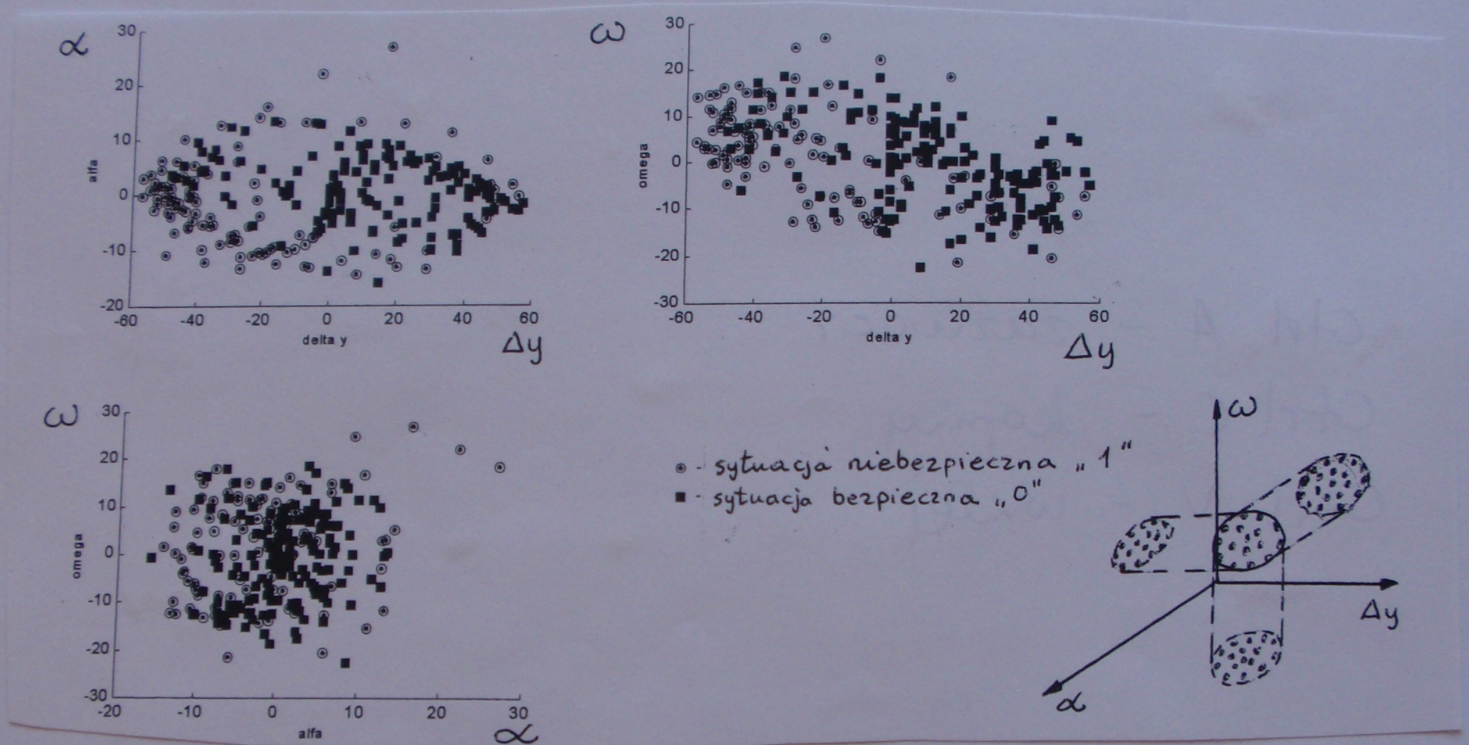 α
30
20
10
0
-10
-20
alfa
-60 -40 -20 0 20 40 60
delta y
Δy
ω
30
20
10
0
-10
-20
-30
omega
-60 -40 -20 0 20 40 60
delta y
Δy
ω
30
20
10
0
-10
-20
-30
omega
-20 -10 0 10 20 30
alfa
α
- sytuacja niebezpieczna „1"
- sytuacja bezpieczna „0"
ω
Δy
α